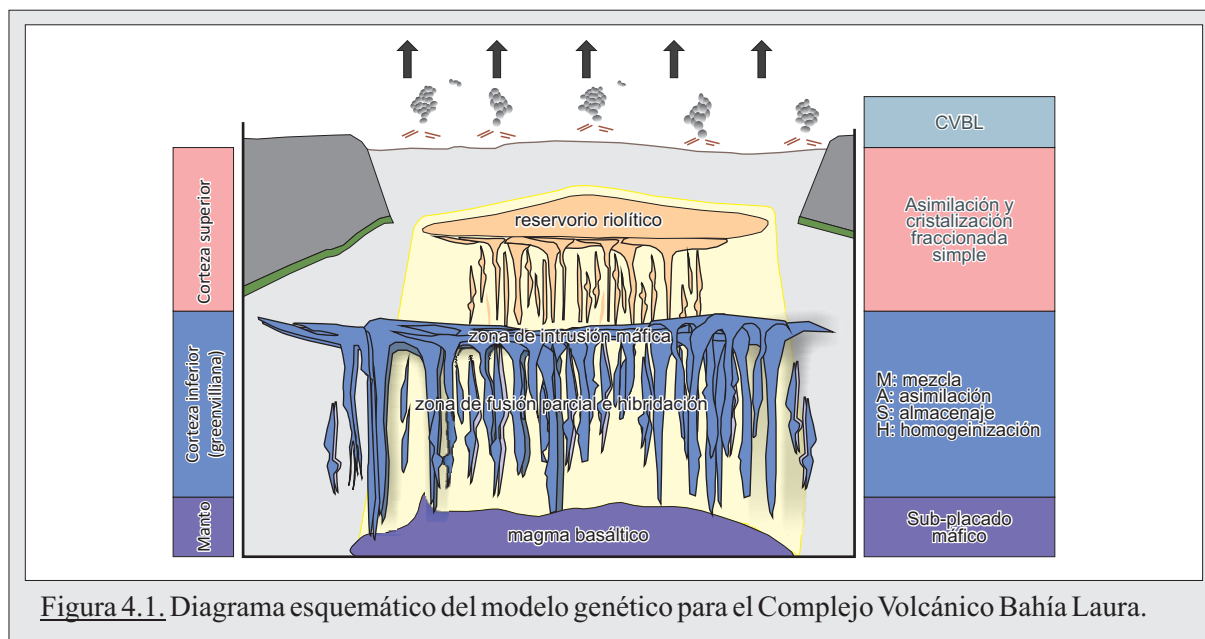 CVBL
Corteza superior
reservorio riolítico
Asimilación y
cristalización
fraccionada
simple
Corteza inferior
(greenvilliana)
zona de intrusión máfica
zona de fusión parcial e hibridación
M: mezcla
A: asimilación
S: almacenaje
H: homogeinización
Manto
magma basáltico
Sub-placado
máfico
Figura 4.1. Diagrama esquemático del modelo genético para el Complejo Volcánico Bahía Laura.